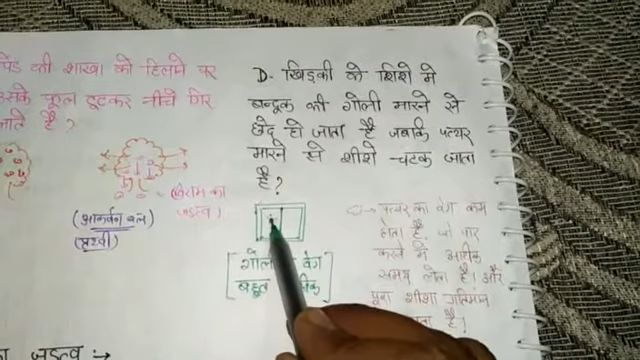 पेंड की शाखा को हिलाने पर
उसके फूल टूटकर नीचे गिर
जाते है?
(आकर्षण बल)
(पृथ्वी)
(विराम का
जड़त्व)
D. खिड़की के शिशे मे
बन्दूक की गोली मारने से
छेद हो जाता है जबकि पत्थर
मारने से शीशे चटक जाता
है?
गोली वेग
बहुत
पत्थर का वेग कम
होता है, जो पार
करने में अधिक
समय लेता है। और
पूरा शीशा गतिमान
है।
जड़त्व →